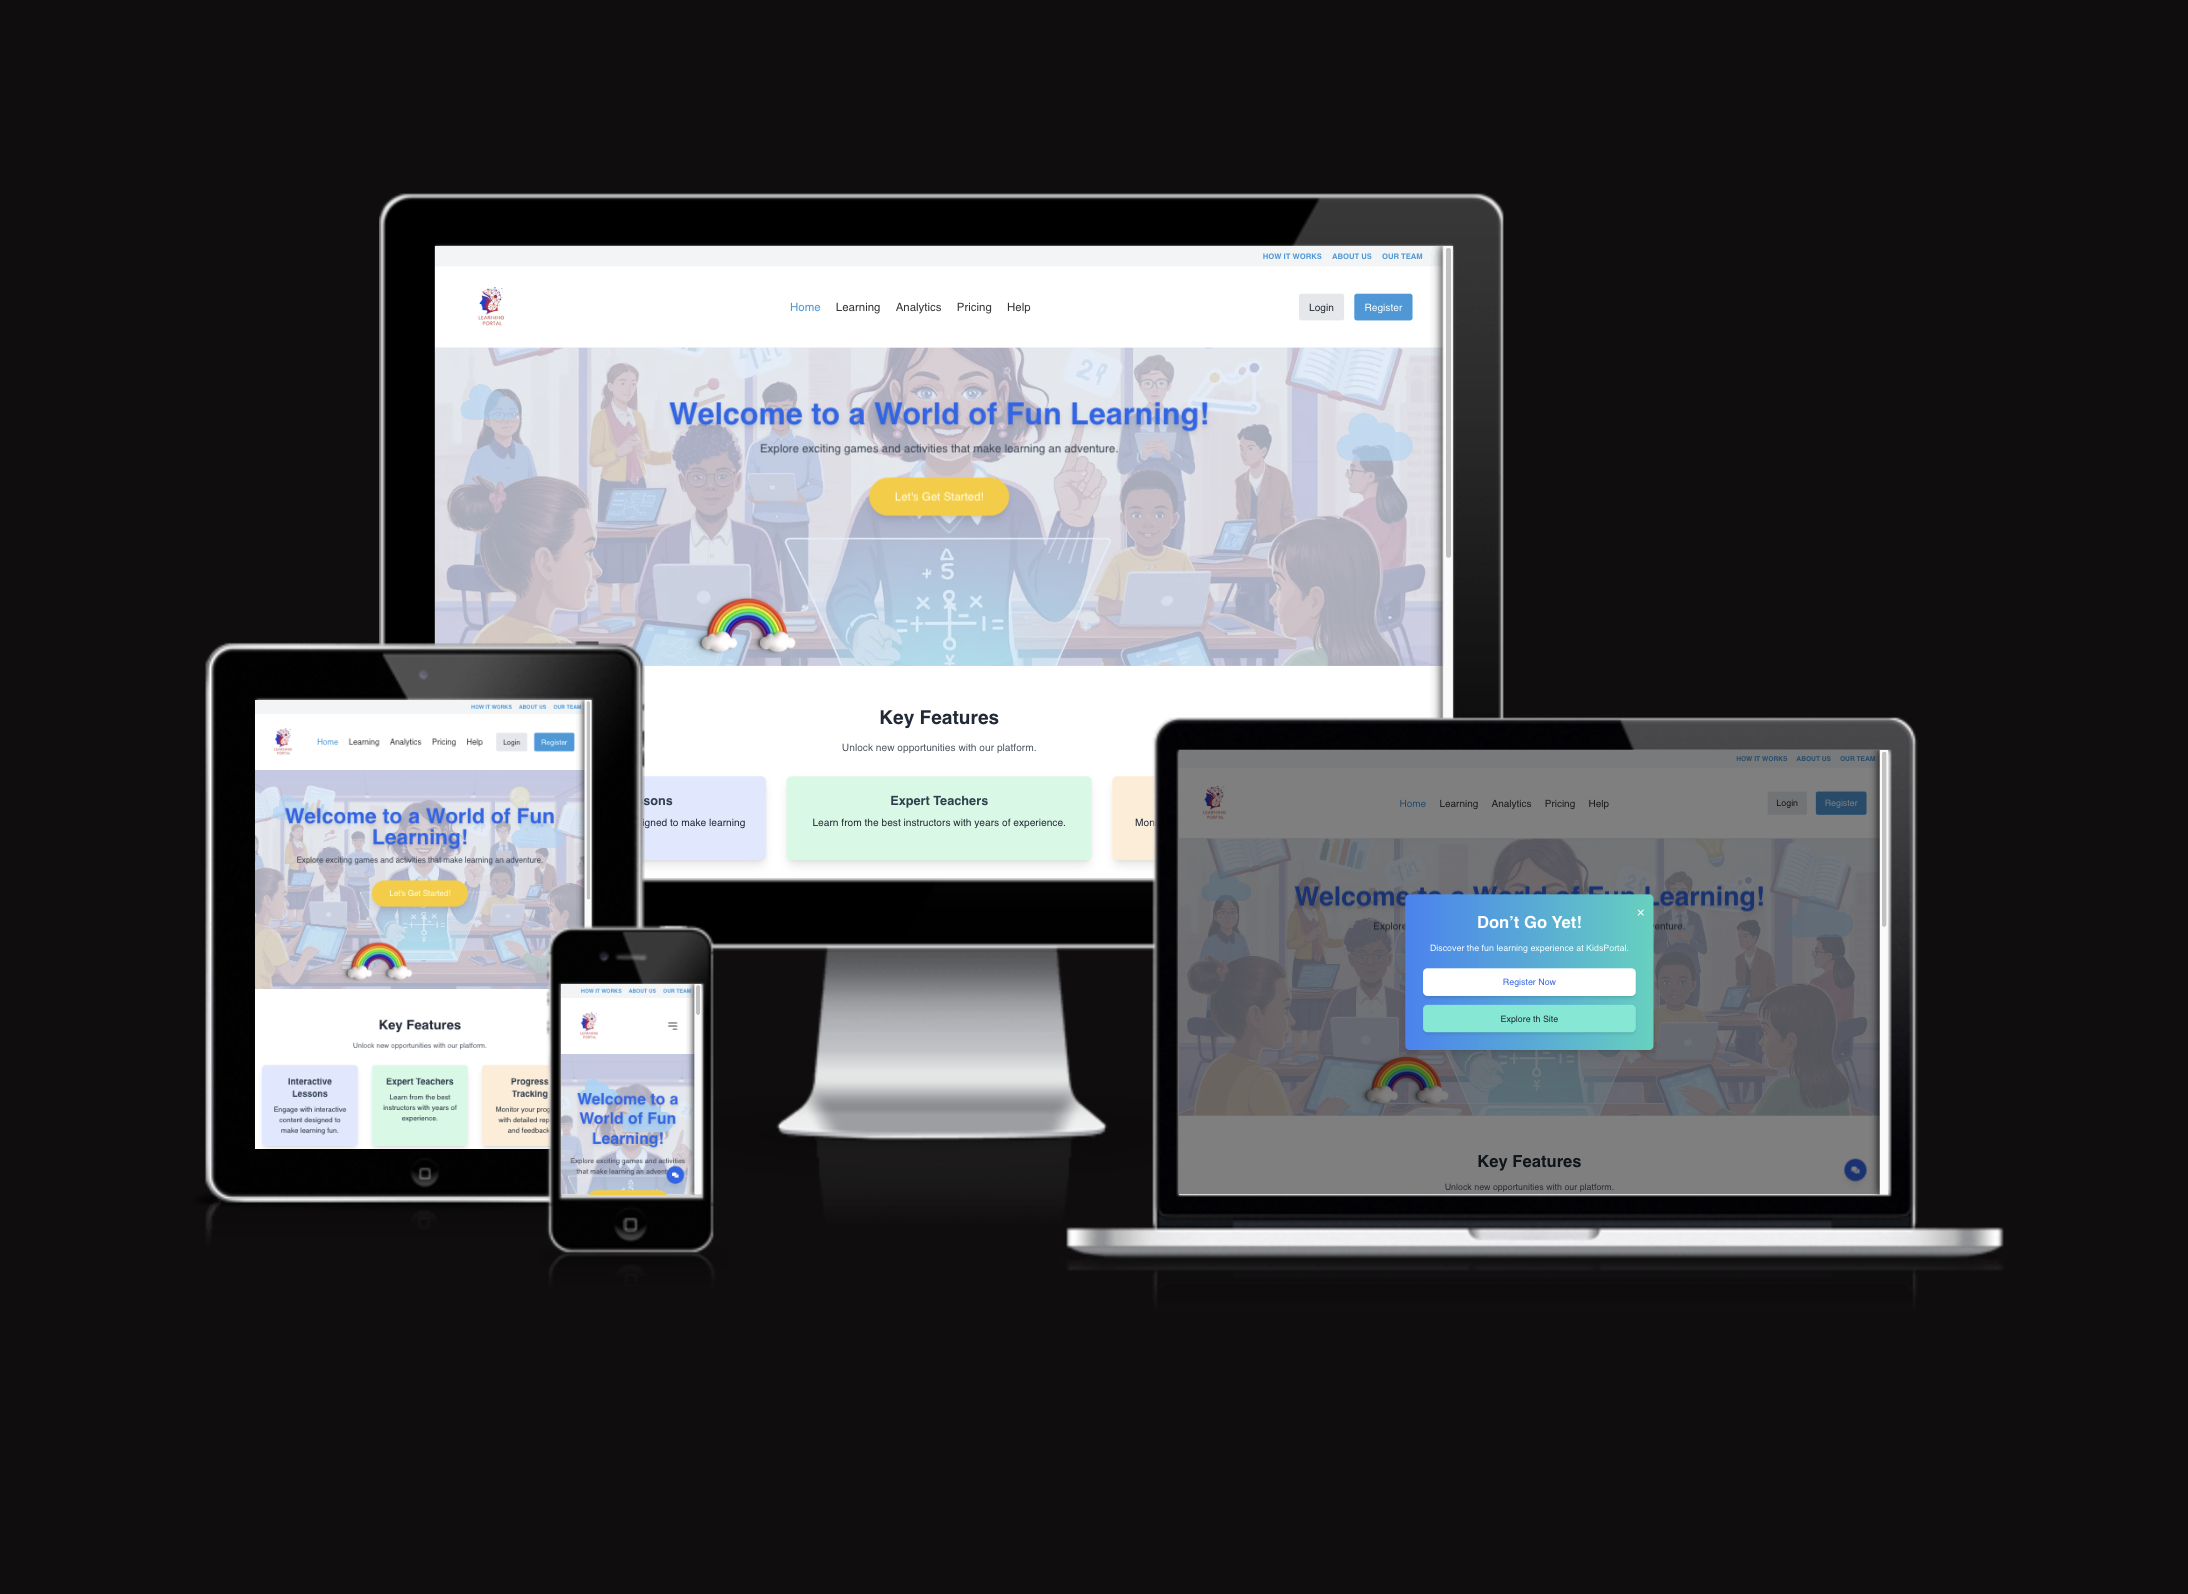 HOW IT WORKS ABOUT US OUR TEAM
LEARNING
PORTAL
Home Learning Analytics Pricing Help
Login Register
Welcome to a World of Fun Learning!
Explore exciting games and activities that make learning an adventure.
Let's Get Started!
+ 5
Key Features
Unlock new opportunities with our platform.
sons
igned to make learning
Expert Teachers
Learn from the best instructors with years of experience.
Mon
HOW IT WORKS ABOUT US OUR TEAM
LEARNING
PORTAL
Home Learning Analytics Pricing Help Login Register
Welcome to a World of Fun
Learning!
Explore exciting games and activities that make learning an adventure.
Let's Get Started!
Key Features
Unlock new opportunities with our platform.
Interactive
Lessons
Engage with interactive
content designed to
make learning fun.
Expert Teachers
Learn from the best
instructors with years of
experience.
Progress
Tracking
Monitor your prog
with detailed rep
and feedback
HOW IT WORKS ABOUT US OUR TEAM
LEARNING
PORTAL
Welcome to a
World of Fun
Learning!
Explore exciting games and activities
that make learning an advent
HOW IT WORKS ABOUT US OUR TEAM
LEARNING
PORTAL
Home Learning Analytics Pricing Help
Login Register
Welcome to a World of Fun Learning!
Explore
enture.
Don't Go Yet!
×
Discover the fun learning experience at KidsPortal.
Register Now
Explore th Site
Key Features
Unlock new opportunities with our platform.